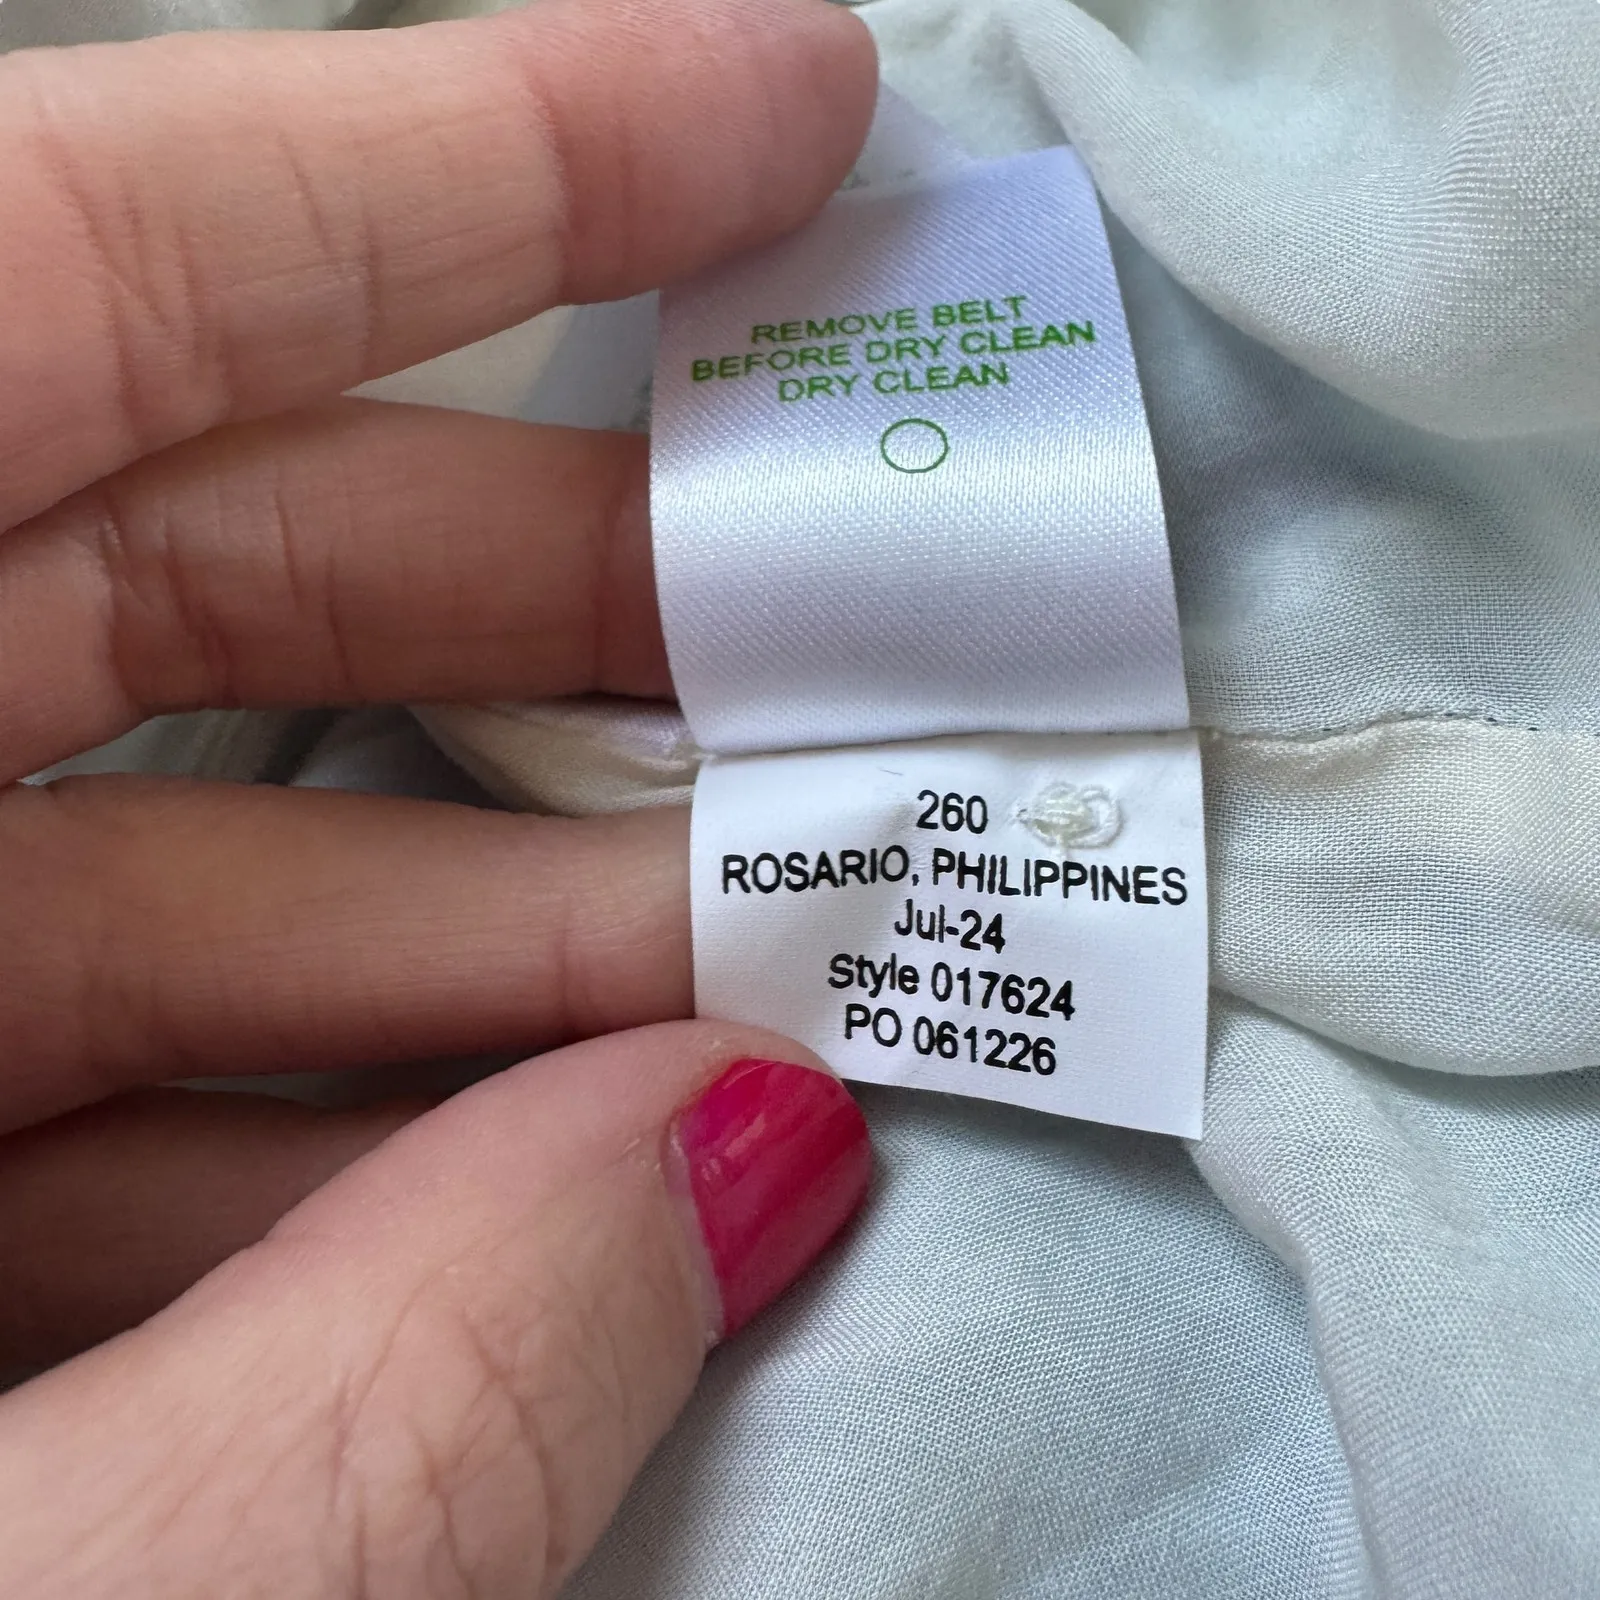 REMOVE BELT
BEFORE DRY CLEAN
DRY CLEAN
260
ROSARIO, PHILIPPINES
Jul-24
Style 017624
PO 061226